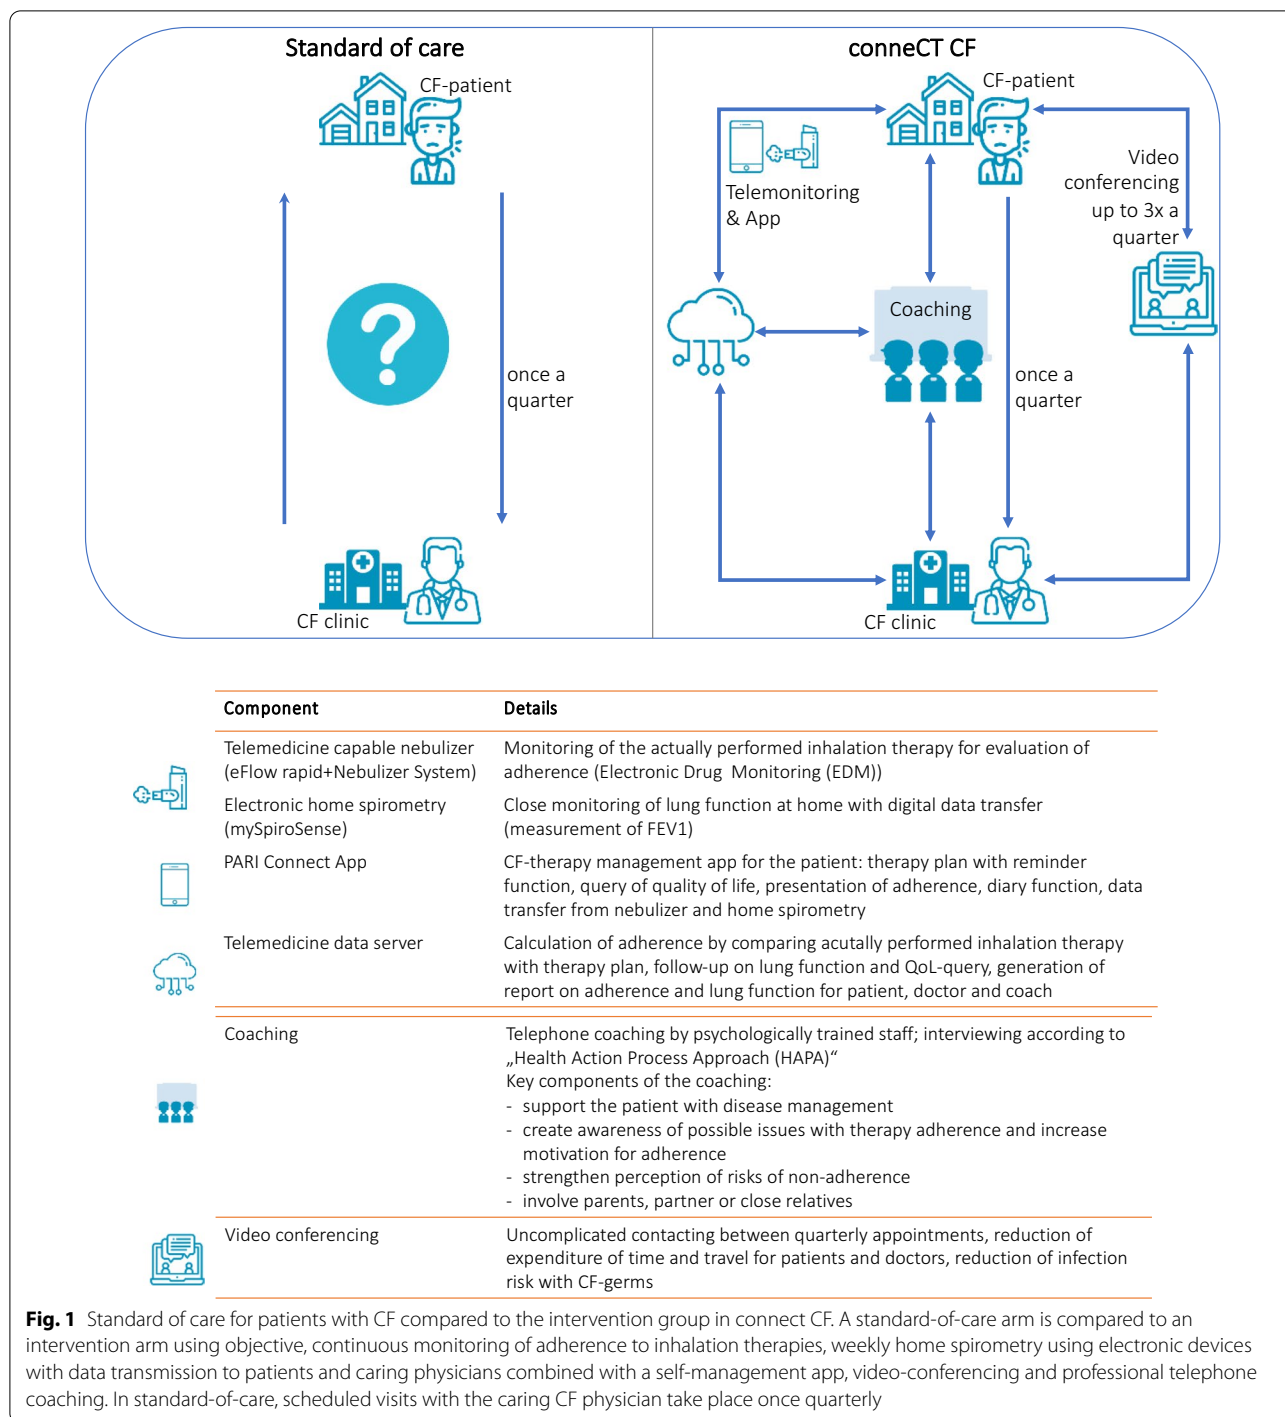 Standard of care
CF-patient
once a
quarter
CF clinic
conneCT CF
CF-patient
Telemonitoring
& App
Video
conferencing
up to 3x a
quarter
Coaching
once a
quarter
CF clinic
Component Details
Telemedicine capable nebulizer Monitoring of the actually performed inhalation therapy for evaluation of
(eFlow rapid+Nebulizer System) adherence (Electronic Drug Monitoring (EDM))
Electronic home spirometry Close monitoring of lung function at home with digital data transfer
(mySpiroSense) (measurement of FEV1)
PARI Connect App CF-therapy management app for the patient: therapy plan with reminder
function, query of quality of life, presentation of adherence, diary function, data
transfer from nebulizer and home spirometry
Telemedicine data server Calculation of adherence by comparing acutally performed inhalation therapy
with therapy plan, follow-up on lung function and QoL-query, generation of
report on adherence and lung function for patient, doctor and coach
Coaching Telephone coaching by psychologically trained staff; interviewing according to
„Health Action Process Approach (HAPA)“
Key components of the coaching:
- support the patient with disease management
- create awareness of possible issues with therapy adherence and increase
motivation for adherence
- strengthen perception of risks of non-adherence
- involve parents, partner or close relatives
Video conferencing Uncomplicated contacting between quarterly appointments, reduction of
expenditure of time and travel for patients and doctors, reduction of infection
risk with CF-germs
Fig. 1 Standard of care for patients with CF compared to the intervention group in connect CF. A standard-of-care arm is compared to an
intervention arm using objective, continuous monitoring of adherence to inhalation therapies, weekly home spirometry using electronic devices
with data transmission to patients and caring physicians combined with a self-management app, video-conferencing and professional telephone
coaching. In standard-of-care, scheduled visits with the caring CF physician take place once quarterly